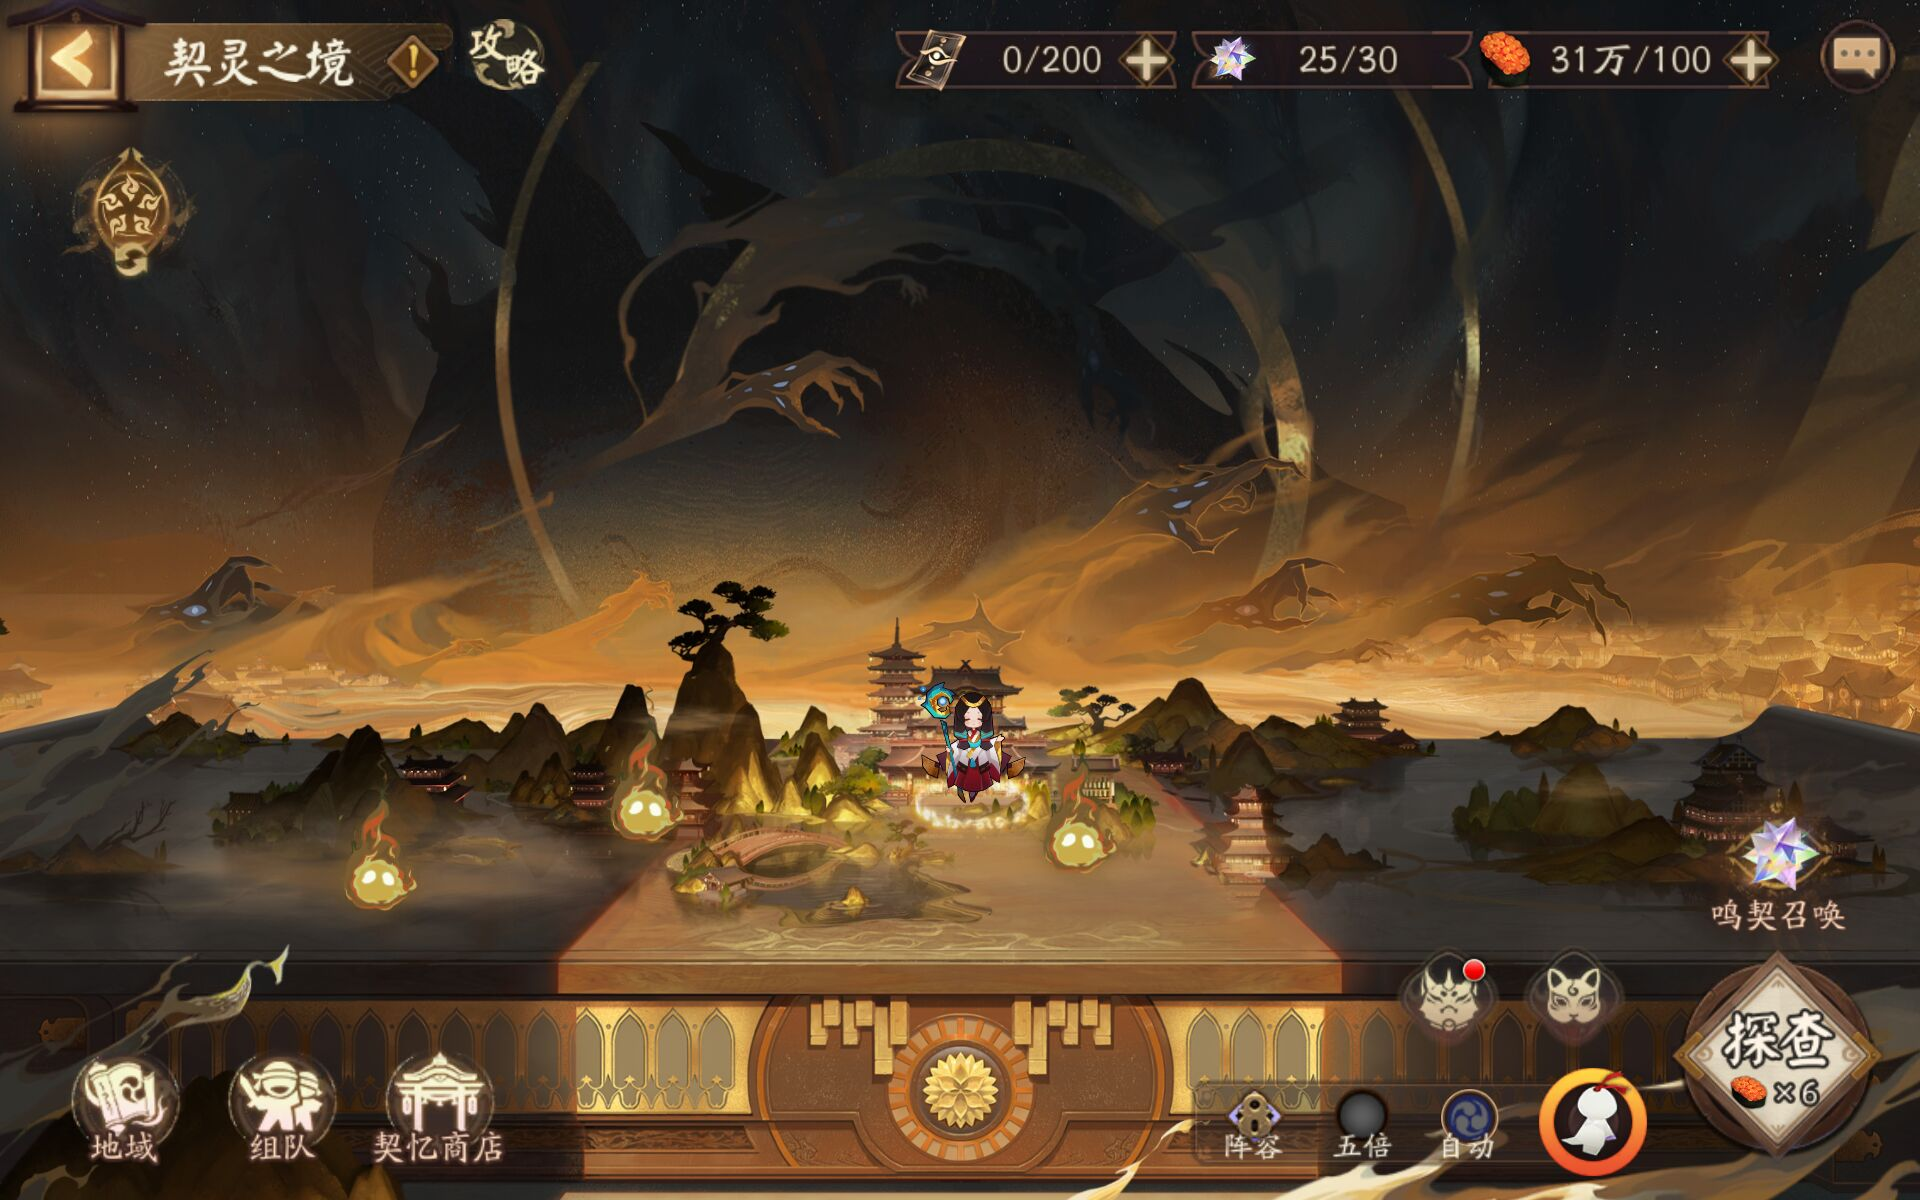 契灵之境
攻略
0/200
25/30
31万/100
鸣契召唤
探查
×6
地域
组队
契忆商店
阵容
五倍
自动